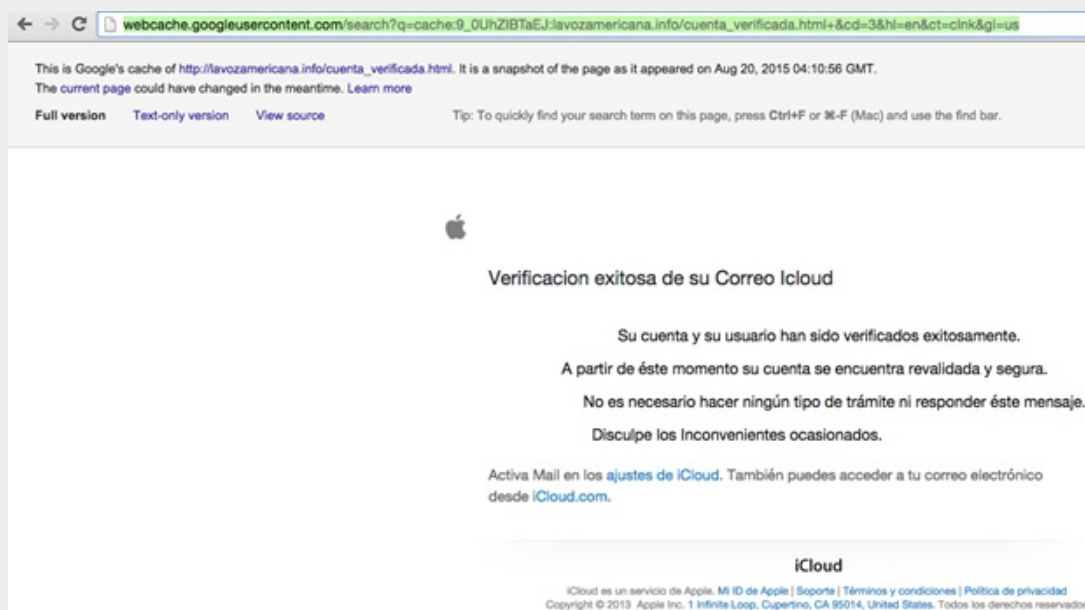 webcache.googleusercontent.com/search?q=cache:9_0UhZIBTaEJ:lavozamericana.info/cuenta_verificada.html+&cd=3&hl=en&ct=clnk&gl=us
This is Google's cache of http://lavozamericana.info/cuenta_verificada.html. It is a snapshot of the page as it appeared on Aug 20, 2015 04:10:56 GMT.
The current page could have changed in the meantime. Learn more
Full version Text-only version View source Tip: To quickly find your search term on this page, press Ctrl+F or ⌘-F (Mac) and use the find bar.
Verificacion exitosa de su Correo Icloud
Su cuenta y su usuario han sido verificados exitosamente.
A partir de éste momento su cuenta se encuentra revalidada y segura.
No es necesario hacer ningún tipo de trámite ni responder éste mensaje.
Disculpe los Inconvenientes ocasionados.
Activa Mail en los ajustes de iCloud. También puedes acceder a tu correo electrónico
desde iCloud.com.
iCloud
iCloud es un servicio de Apple. Mi ID de Apple | Soporte | Términos y condiciones | Política de privacidad
Copyright © 2013 Apple Inc. 1 Infinite Loop, Cupertino, CA 95014, United States. Todos los derechos reservados